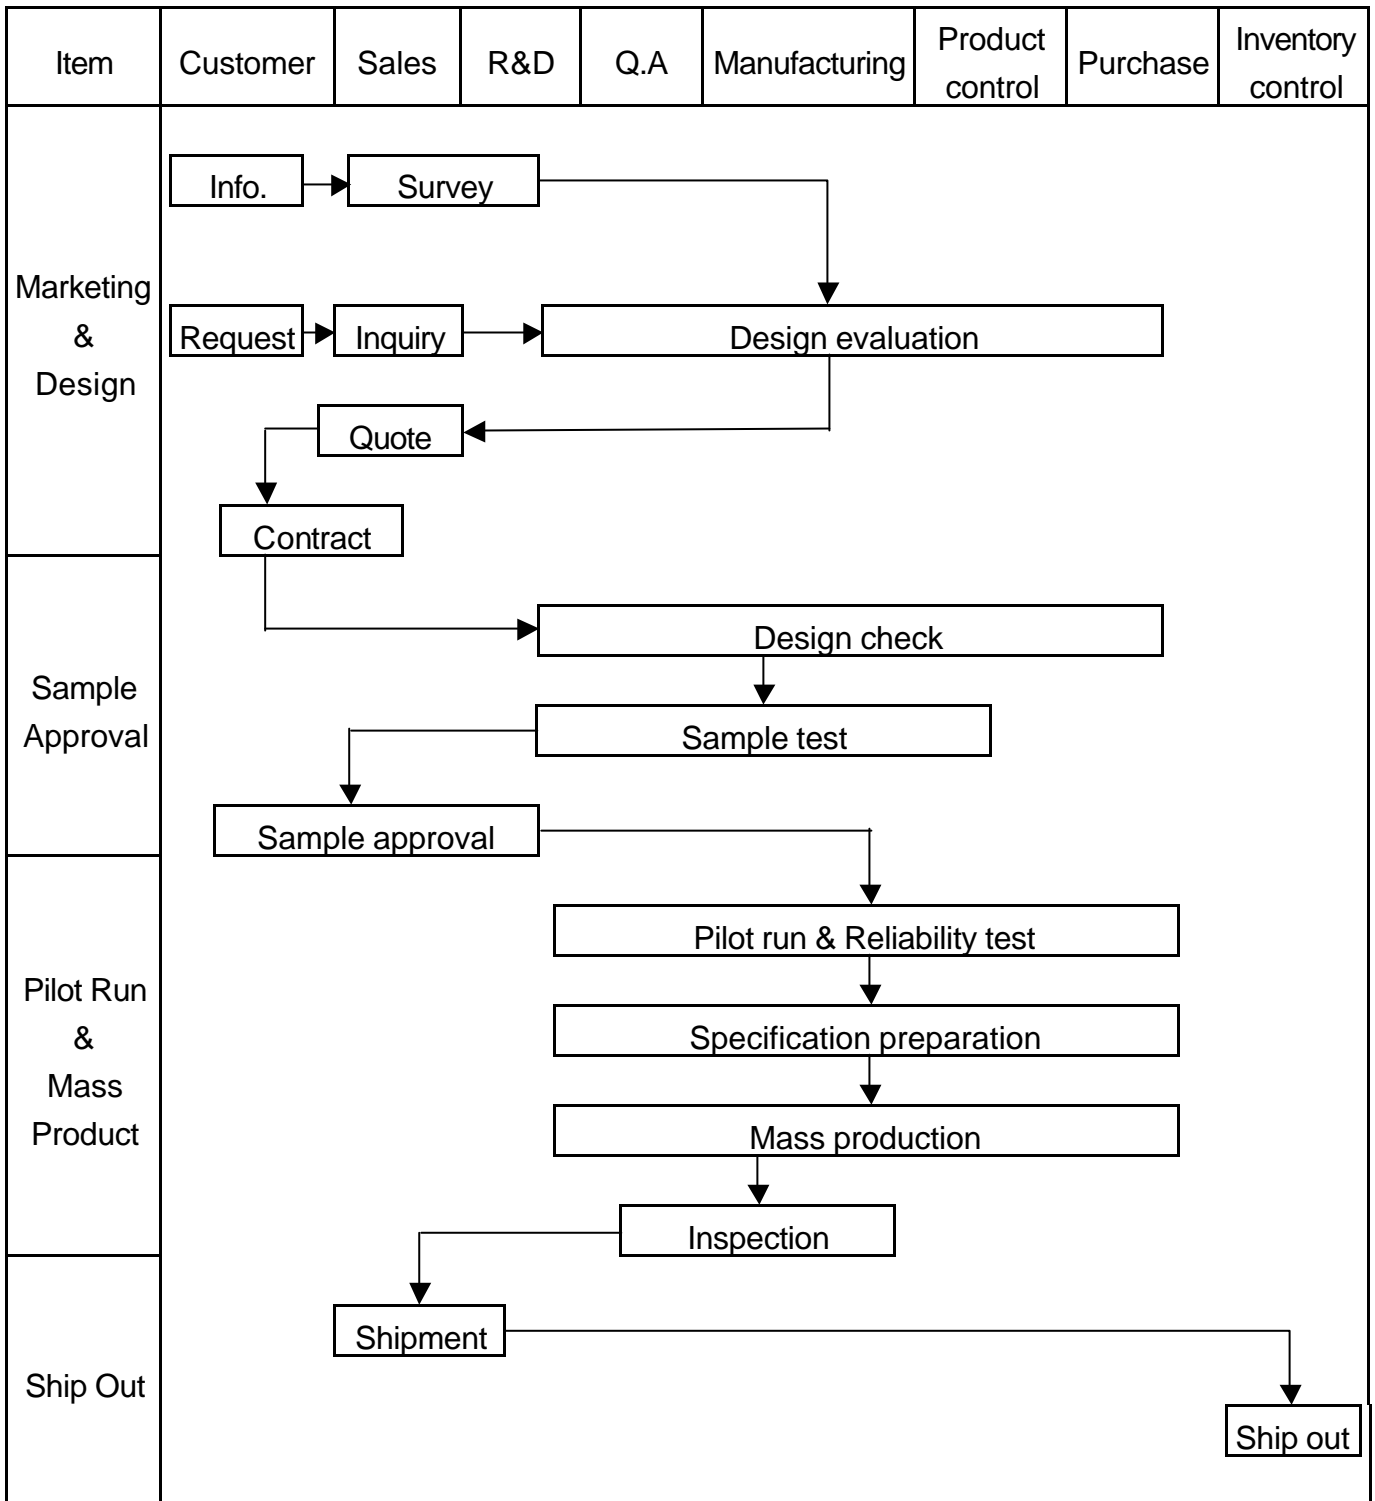 Item
Customer
Sales
R&D
Q.A
Manufacturing
Product
control
Purchase
Inventory
control
Marketing
&
Design
Info.
Survey
Request
Inquiry
Design evaluation
Quote
Contract
Sample
Approval
Design check
Sample test
Sample approval
Pilot Run
&
Mass
Product
Pilot run & Reliability test
Specification preparation
Mass production
Inspection
Ship Out
Shipment
Ship out